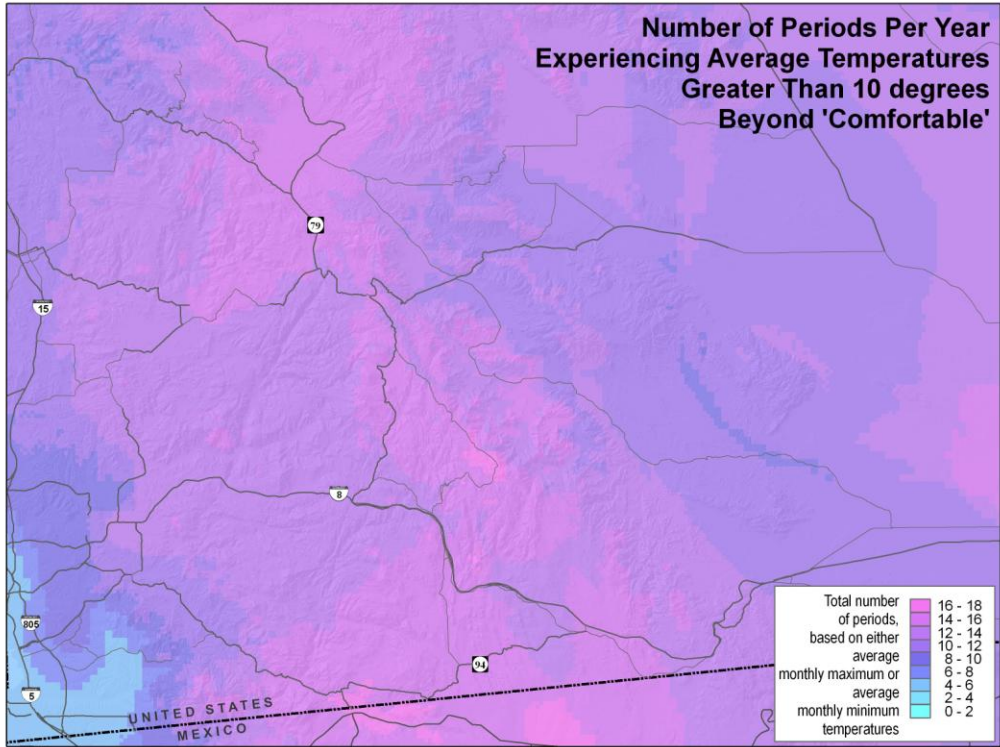 Number of Periods Per Year
Experiencing Average Temperatures
Greater Than 10 degrees
Beyond 'Comfortable'
79
15
8
805
94
5
UNITED STATES
MEXICO
Total number
of periods,
based on either
average
monthly maximum or
average
monthly minimum
temperatures
16 - 18
14 - 16
12 - 14
10 - 12
8 - 10
6 - 8
4 - 6
2 - 4
0 - 2